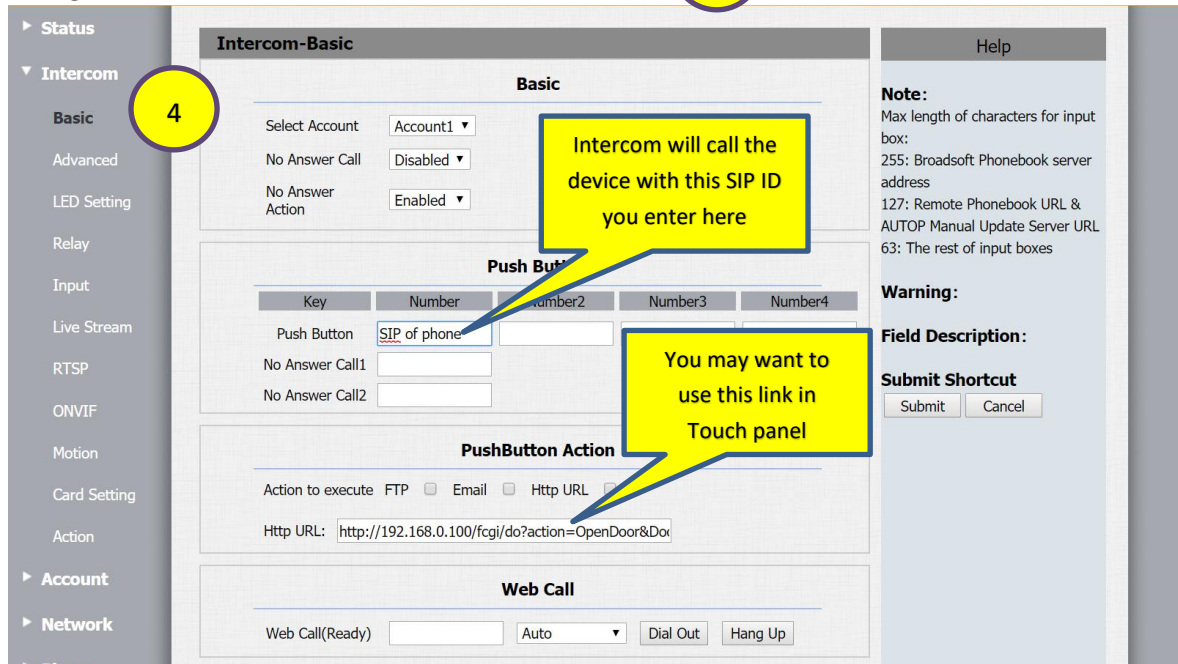 Status
Intercom
Basic
4
Advanced
LED Setting
Relay
Input
Live Stream
RTSP
ONVIF
Motion
Card Setting
Action
Account
Network
Intercom-Basic
Basic
Select Account Account1
No Answer Call Disabled
No Answer
Action Enabled
Intercom will call the
device with this SIP ID
you enter here
Push
Key Number Number2 Number3 Number4
Push Button SIP of phone
No Answer Call1
No Answer Call2
You may want to
use this link in
Touch panel
PushButton Action
Action to execute FTP Email Http URL
Http URL: http://192.168.0.100/fcgi/do?action=OpenDoor&Do
Web Call
Web Call(Ready) Auto Dial Out Hang Up
Help
Note:
Max length of characters for input
box:
255: Broadsoft Phonebook server
address
127: Remote Phonebook URL &
AUTOP Manual Update Server URL
63: The rest of input boxes
Warning:
Field Description:
Submit Shortcut
Submit Cancel